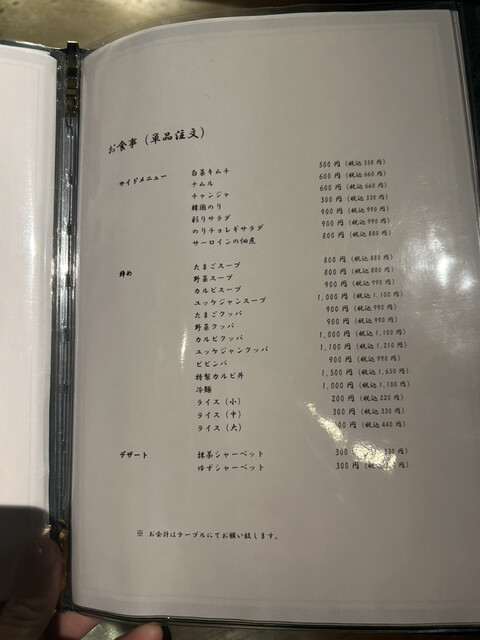 お食事（単品注文）
サイドメニュー 白菜キムチ 500円（税込 550円）
ナムル 600円（税込 660円）
チャンジャ 600円（税込 660円）
韓国のり 300円（税込 330円）
彩りサラダ 900円（税込 990円）
のりチョレギサラダ 900円（税込 990円）
サーロインの佃煮 800円（税込 880円）
締め たまごスープ 800円（税込 880円）
野菜スープ 800円（税込 880円）
カルビスープ 900円（税込 990円）
ユッケジャンスープ 1,000円（税込 1,100円）
たまごクッパ 900円（税込 990円）
野菜クッパ 900円（税込 990円）
カルビクッパ 1,000円（税込 1,100円）
ユッケジャンクッパ 1,100円（税込 1,210円）
ビビンバ 900円（税込 990円）
特製カルビ丼 1,500円（税込 1,650円）
冷麺 1,000円（税込 1,100円）
ライス（小） 200円（税込 220円）
ライス（中） 300円（税込 330円）
ライス（大） （税込 440円）
デザート 抹茶シャーベット 300 330円）
ゆずシャーベット 300円（税込 330円）
※ お会計はテーブルにてお願い致します。